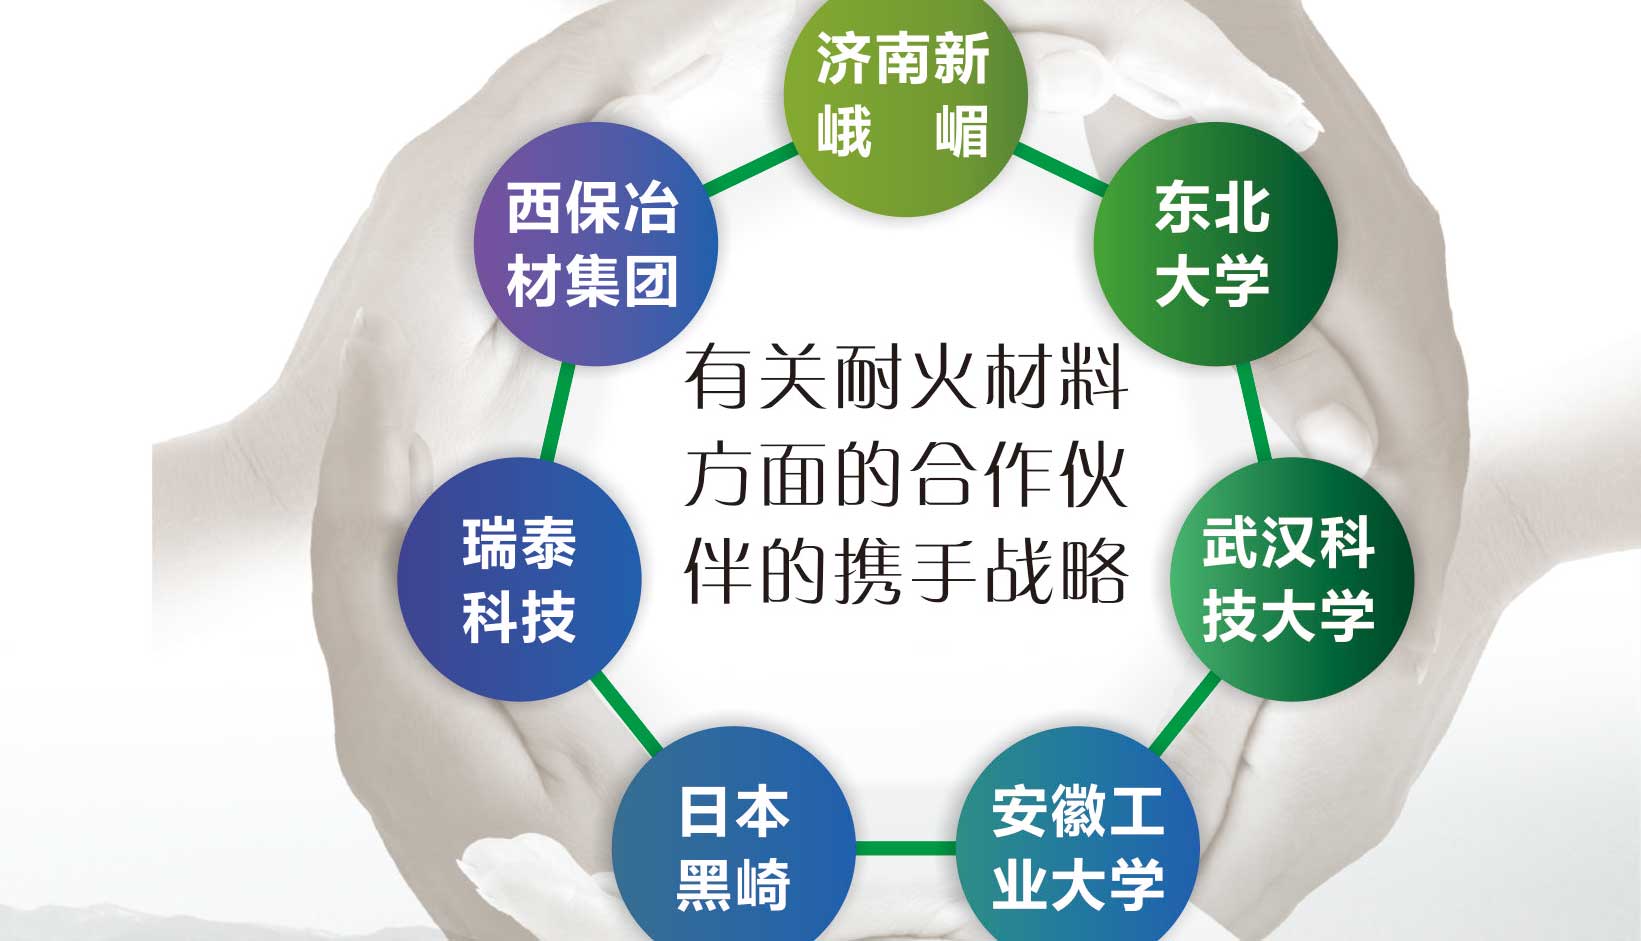 济南新
峨 嵋
西保冶
材集团
东北
大学
有关耐火材料
方面的合作伙
伴的携手战略
瑞泰
科技
武汉科
技大学
日本
黑崎
安徽工
业大学